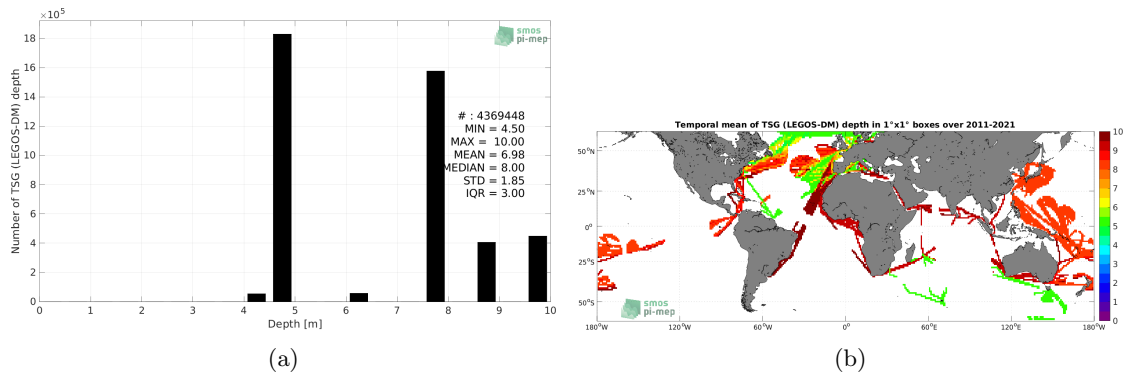 ×10⁵
18
16
14
12
10
8
6
4
2
0
Number of TSG (LEGOS-DM) depth
smos
pi-mep
# : 4369448
MIN = 4.50
MAX = 10.00
MEAN = 6.98
MEDIAN = 8.00
STD = 1.85
IQR = 3.00
0 1 2 3 4 5 6 7 8 9 10
Depth [m]
(a)
Temporal mean of TSG (LEGOS-DM) depth in 1°x1° boxes over 2011-2021
50°N
25°N
0°
25°S
50°S
180°W 120°W 60°W 0° 60°E 120°E 180°W
smos
pi-mep
10
9
8
7
6
5
4
3
2
1
0
(b)